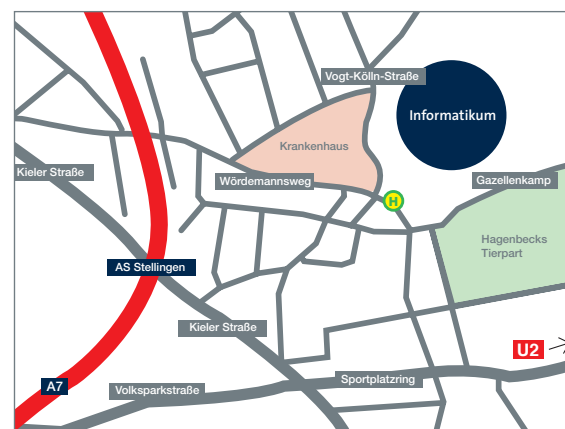 Vogt-Kölln-Straße
Informatikum
Krankenhaus
Kieler Straße
Wördemannsweg
Gazellenkamp
H
Hagenbecks
Tierpart
AS Stellingen
Kieler Straße
U2
A7
Volksparkstraße
Sportplatzring